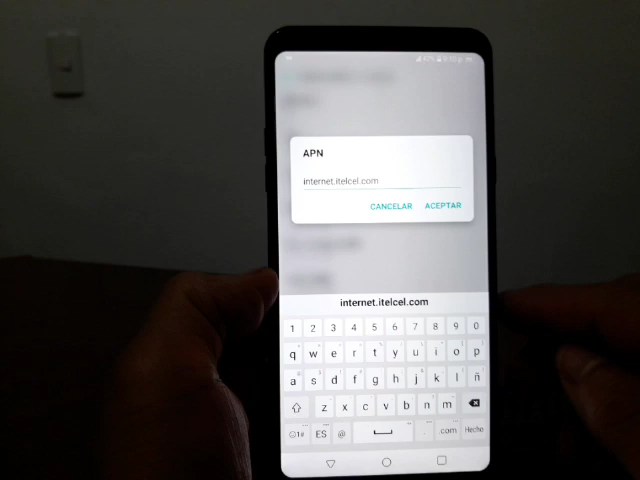 47%
APN
internet.itelcel.com
CANCELAR ACEPTAR
internet.itelcel.com
1 2 3 4 5 6 7 8 9 0
q w e r t y u i o p
a s d f g h j k l ñ
z x c v b n m
ES @ . .com Hecho